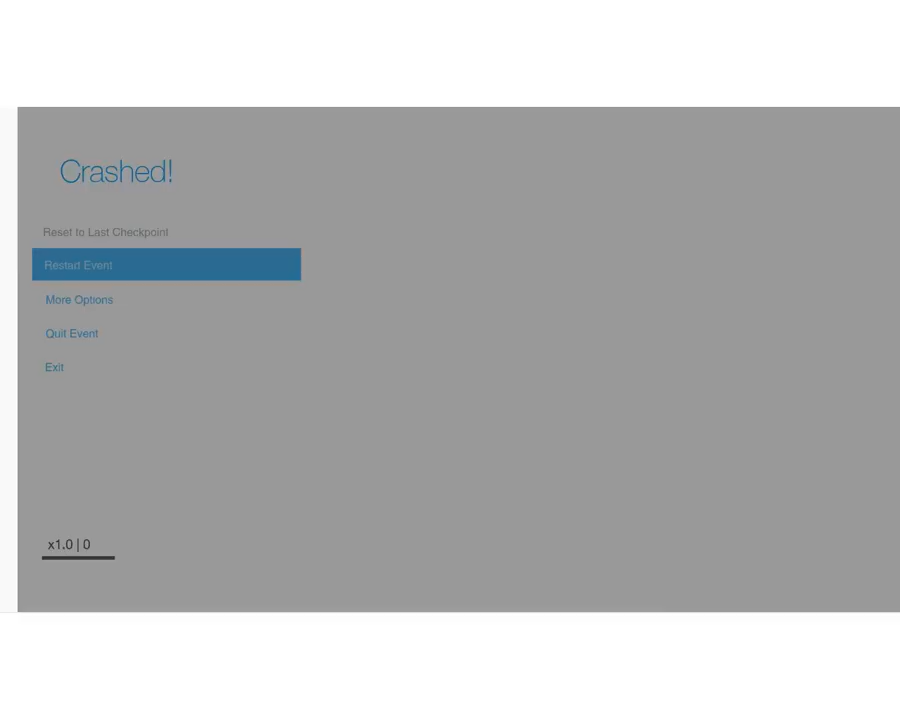 Crashed!
Reset to Last Checkpoint
Restart Event
More Options
Quit Event
Exit
x1.0 | 0